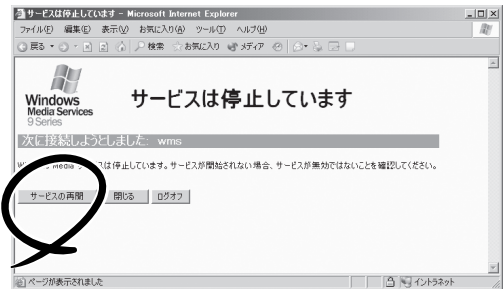 サービスは停止しています - Microsoft Internet Explorer
ファイル(F) 編集(E) 表示(V) お気に入り(A) ツール(T) ヘルプ(H)
戻る 検索 お気に入り メディア
Windows
Media Services
9 Series
サービスは停止しています
次に接続しようとしました: wms
Media は停止しています。サービスが開始されない場合、サービスが無効ではないことを確認してください。
サービスの再開 閉じる ログオフ
ページが表示されました イントラネット